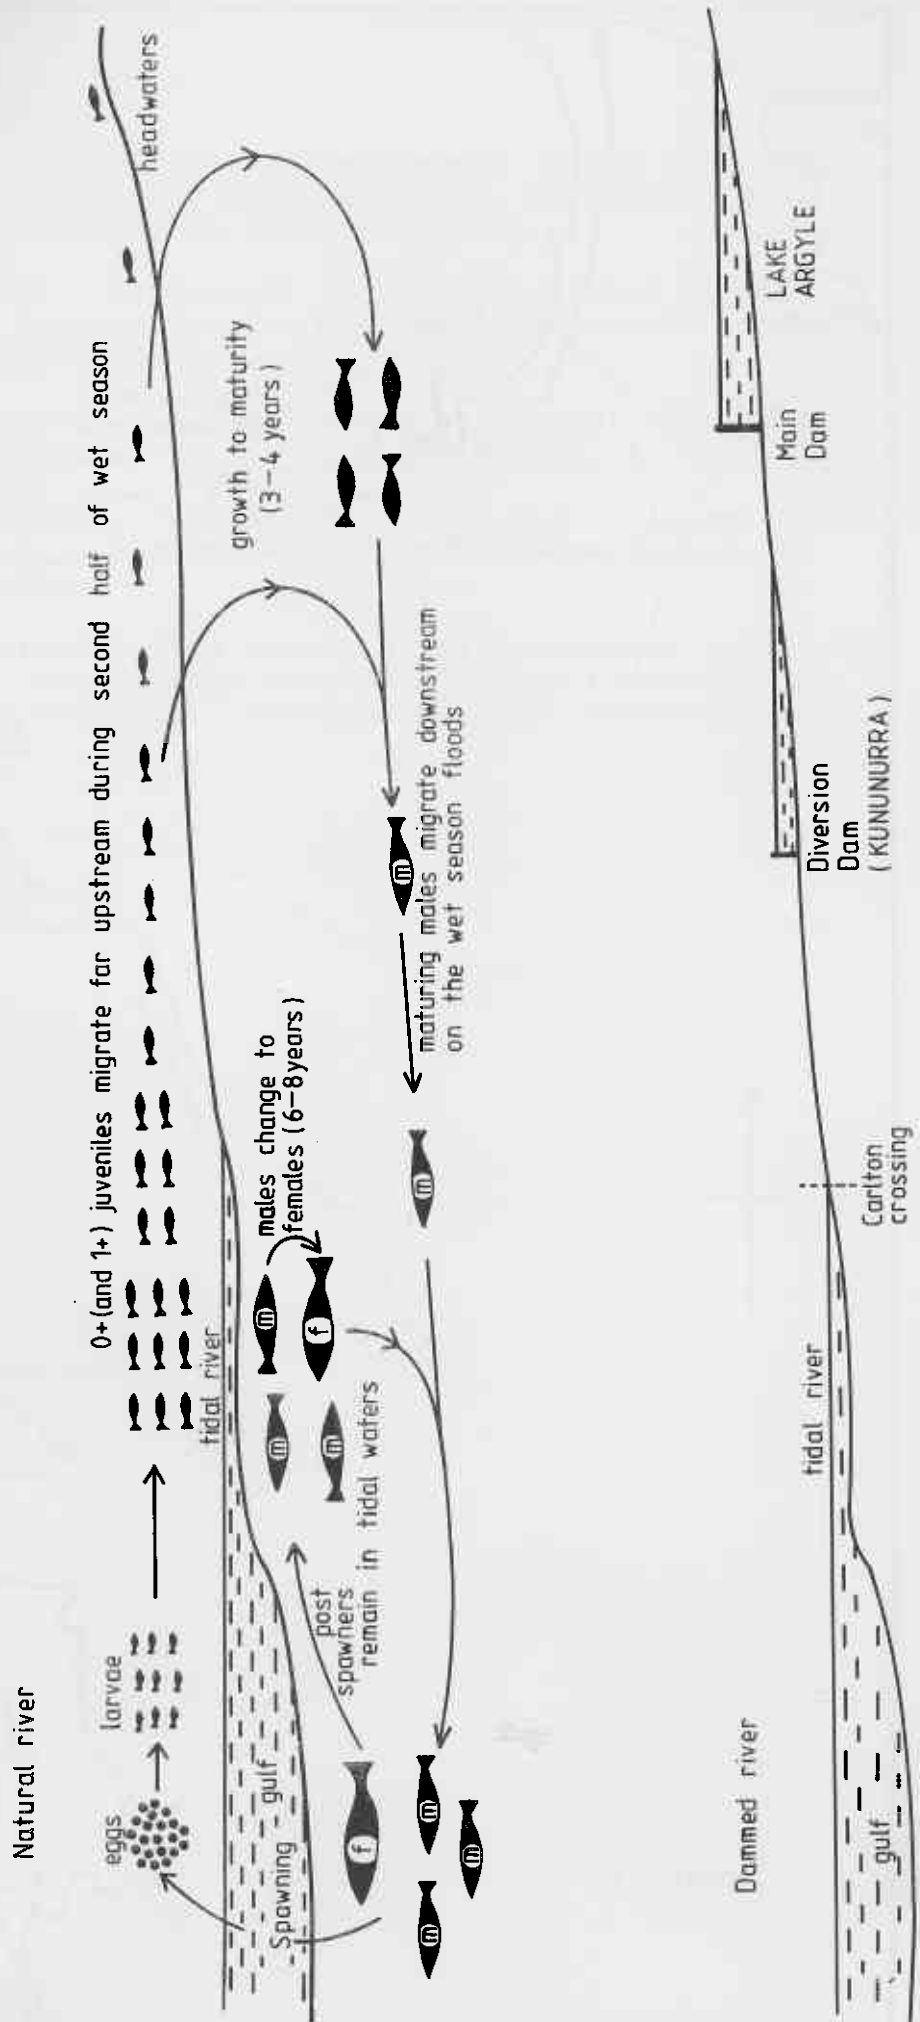 Natural river
eggs
larvae
0+(and 1+) juveniles migrate far upstream during second half of wet season
headwaters
tidal river
Spawning
gulf
males change to
females (6-8years)
growth to maturity
(3-4 years)
post
spawners
remain in tidal waters
maturing males migrate downstream
on the wet season floods
f
m
m
m
m
m
m
f
m
m
Dammed river
gulf
tidal river
Carlton
crossing
Diversion
Dam
(KUNUNURRA)
Main
Dam
LAKE
ARGYLE